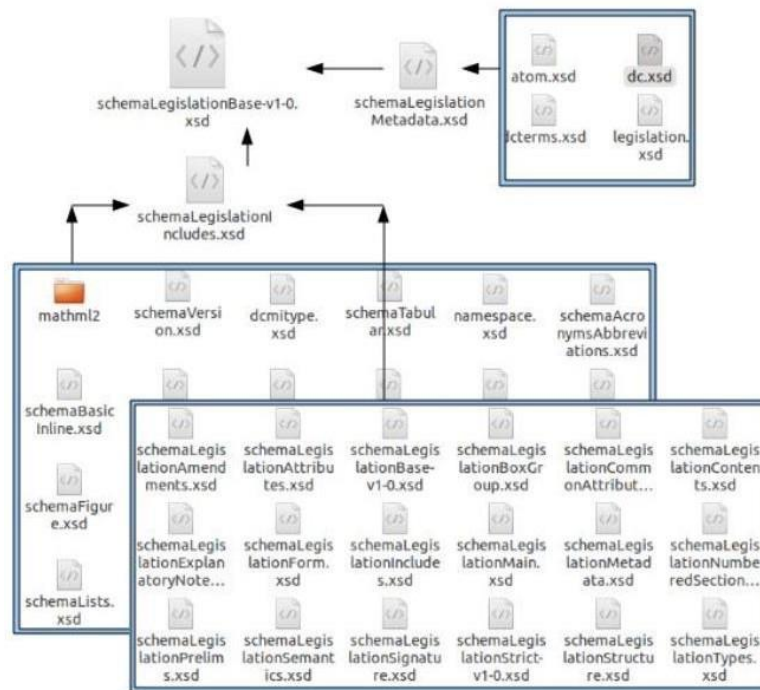 schemaLegislationBase-v1-0.
xsd
schemaLegislation
Metadata.xsd
atom.xsd
dc.xsd
dcterms.xsd
legislation.
xsd
schemaLegislationI
ncludes.xsd
mathml2
schemaVersi
on.xsd
dcmitype.
xsd
schemaTabul
ar.xsd
namespace.
xsd
schemaAcro
nymsAbbrevi
ations.xsd
schemaBasic
Inline.xsd
schemaFigur
e.xsd
schemaLists.
xsd
schemaLegis
lationAmend
ments.xsd
schemaLegis
lationAttribu
tes.xsd
schemaLegis
lationBase-
v1-0.xsd
schemaLegis
lationBoxGr
oup.xsd
schemaLegis
lationComm
onAttribut...
schemaLegis
lationConten
ts.xsd
schemaLegis
lationExplan
atoryNote...
schemaLegis
lationForm.
xsd
schemaLegis
lationInclude
s.xsd
schemaLegis
lationMain.
xsd
schemaLegis
lationMetad
ata.xsd
schemaLegis
lationNumbe
redSection...
schemaLegis
lationPrelim
s.xsd
schemaLegis
lationSemant
ics.xsd
schemaLegis
lationSignatu
re.xsd
schemaLegis
lationStrict-
v1-0.xsd
schemaLegis
lationStructu
re.xsd
schemaLegis
lationTypes.
xsd